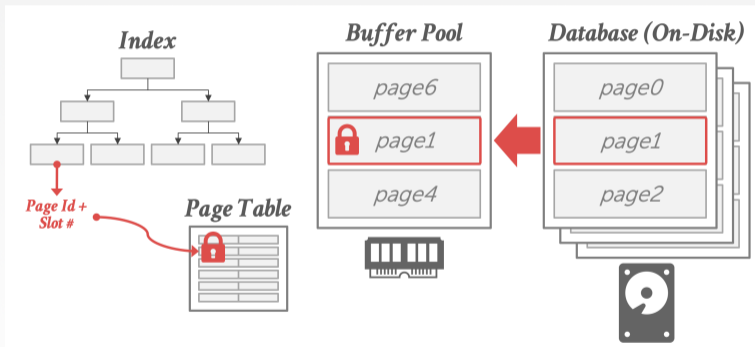 Index
Buffer Pool
Database (On-Disk)
page6
page0
page1
page1
page4
page2
Page Id +
Slot #
Page Table